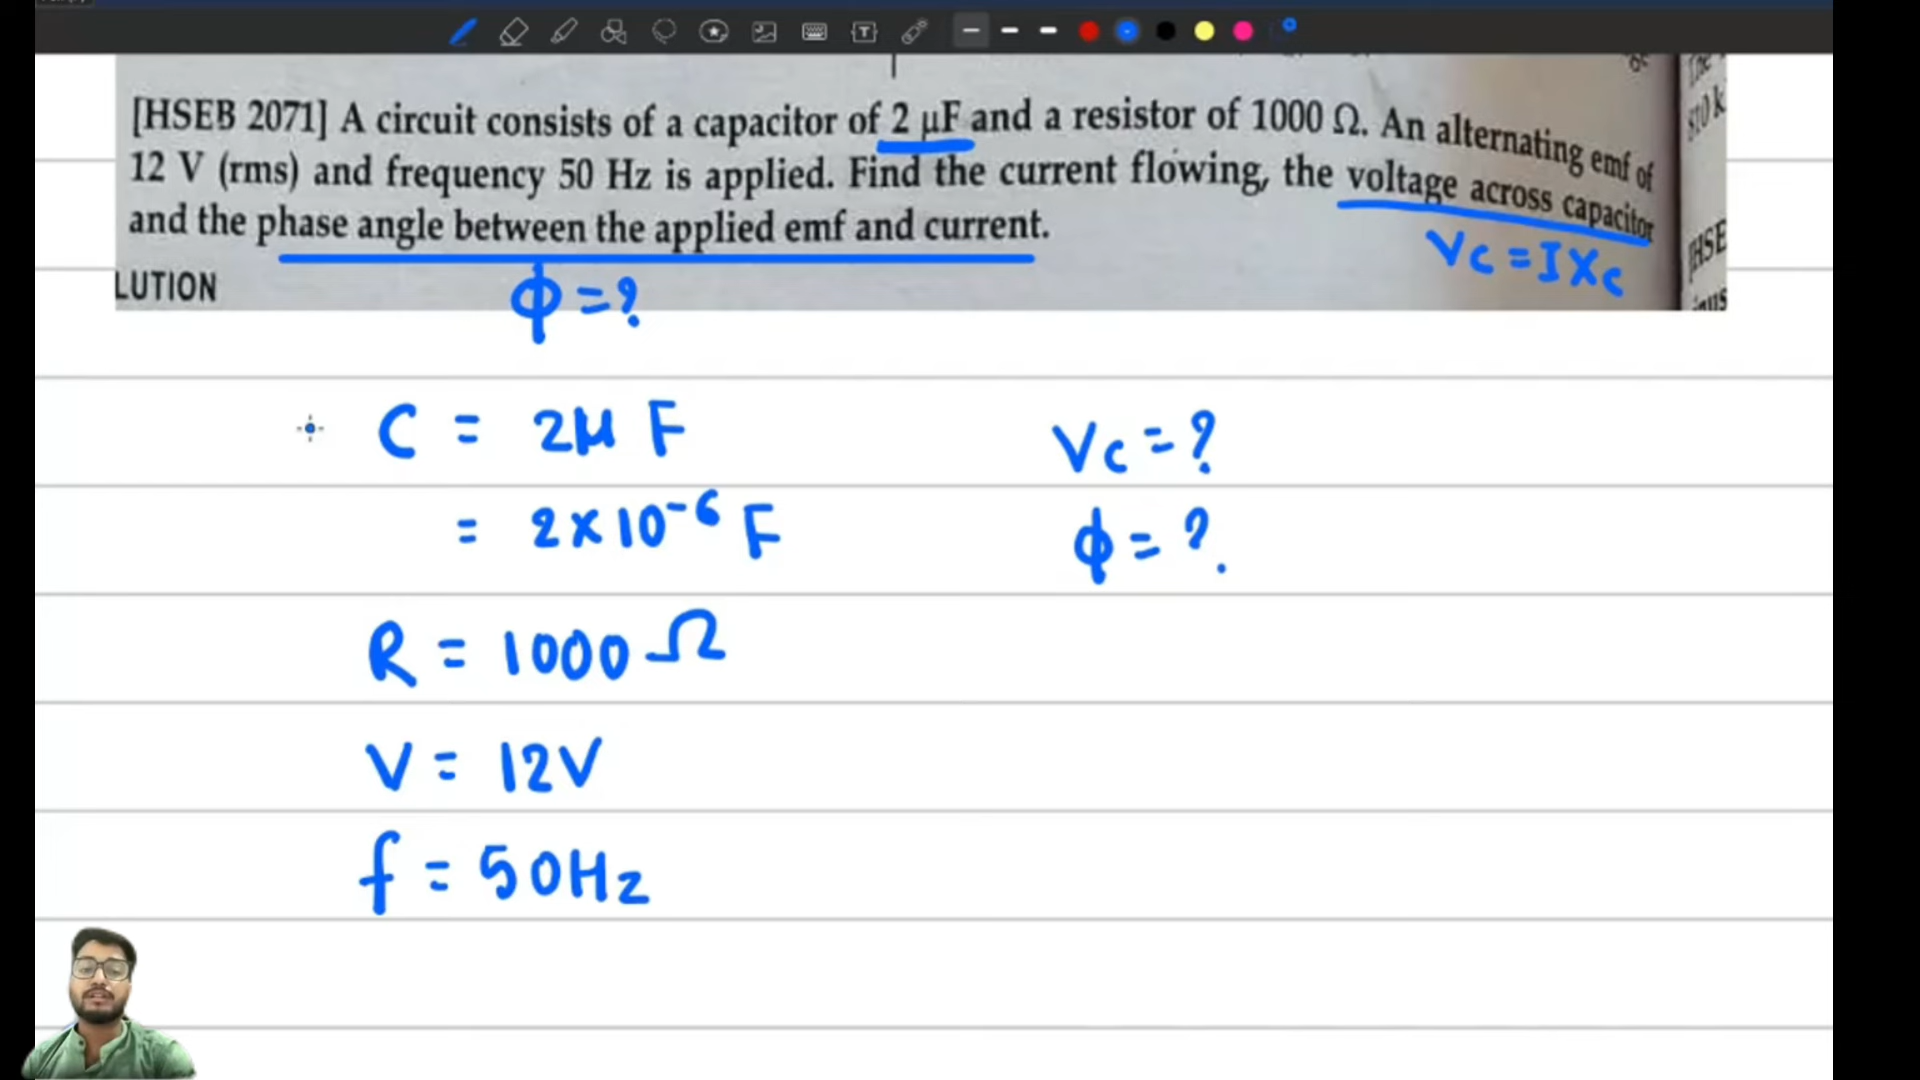 [HSEB 2071] A circuit consists of a capacitor of 2 μF and a resistor of 1000 Ω. An alternating emf of
12 V (rms) and frequency 50 Hz is applied. Find the current flowing, the voltage across capacitor
and the phase angle between the applied emf and current.
LUTION
Vc = I Xc
ϕ = ?
C = 2μ F
= 2×10⁻⁶ F
R = 1000 Ω
V = 12V
f = 50Hz
Vc = ?
ϕ = ?.
810 k